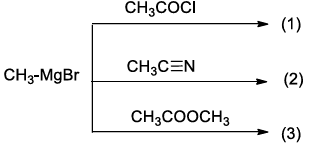 CH₃COCl
(1)
CH₃-MgBr
CH₃C≡N
(2)
CH₃COOCH₃
(3)